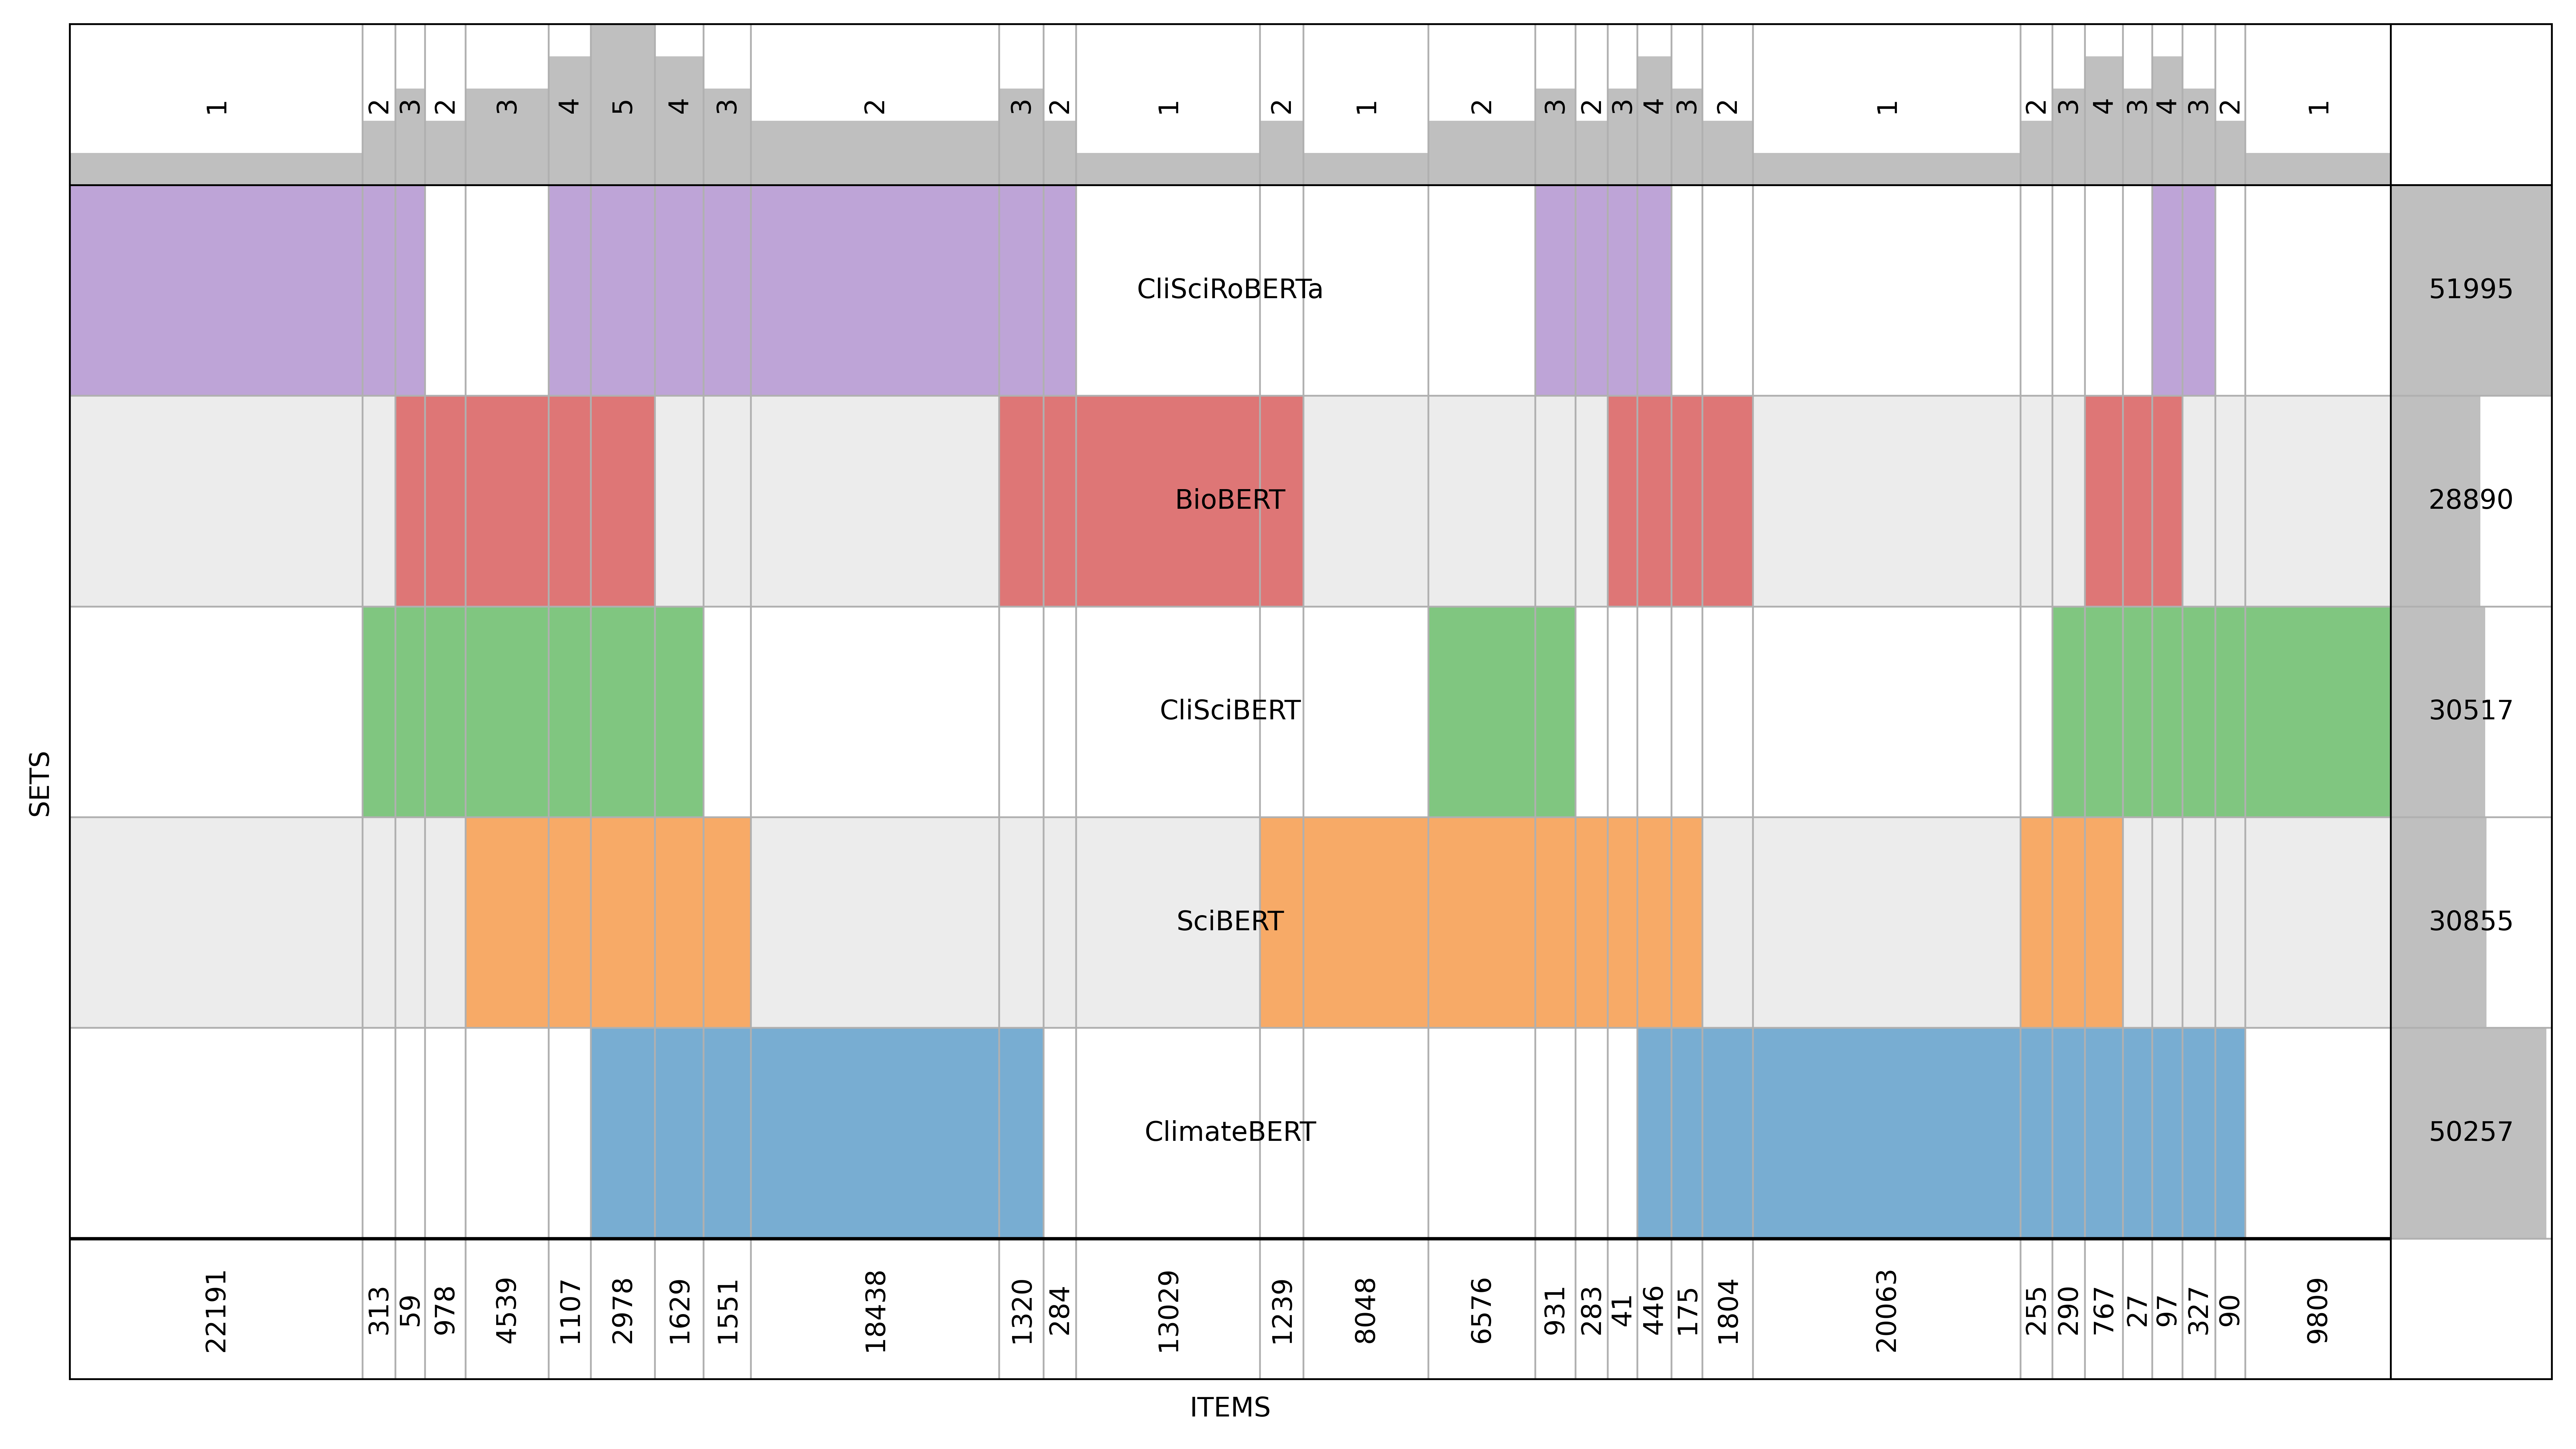 1 2 3 2 3 4 5 4 3 2 3 2 1 2 1 2 3 2 3 4 3 2 1 2 3 4 3 4 3 2 1
CliSciRoBERTa 51995
BioBERT 28890
CliSciBERT 30517
SciBERT 30855
ClimateBERT 50257
SETS
22191 313 59 978 4539 1107 2978 1629 1551 18438 1320 284 13029 1239 8048 6576 931 283 41 446 175 1804 20063 255 290 767 27 97 327 90 9809
ITEMS